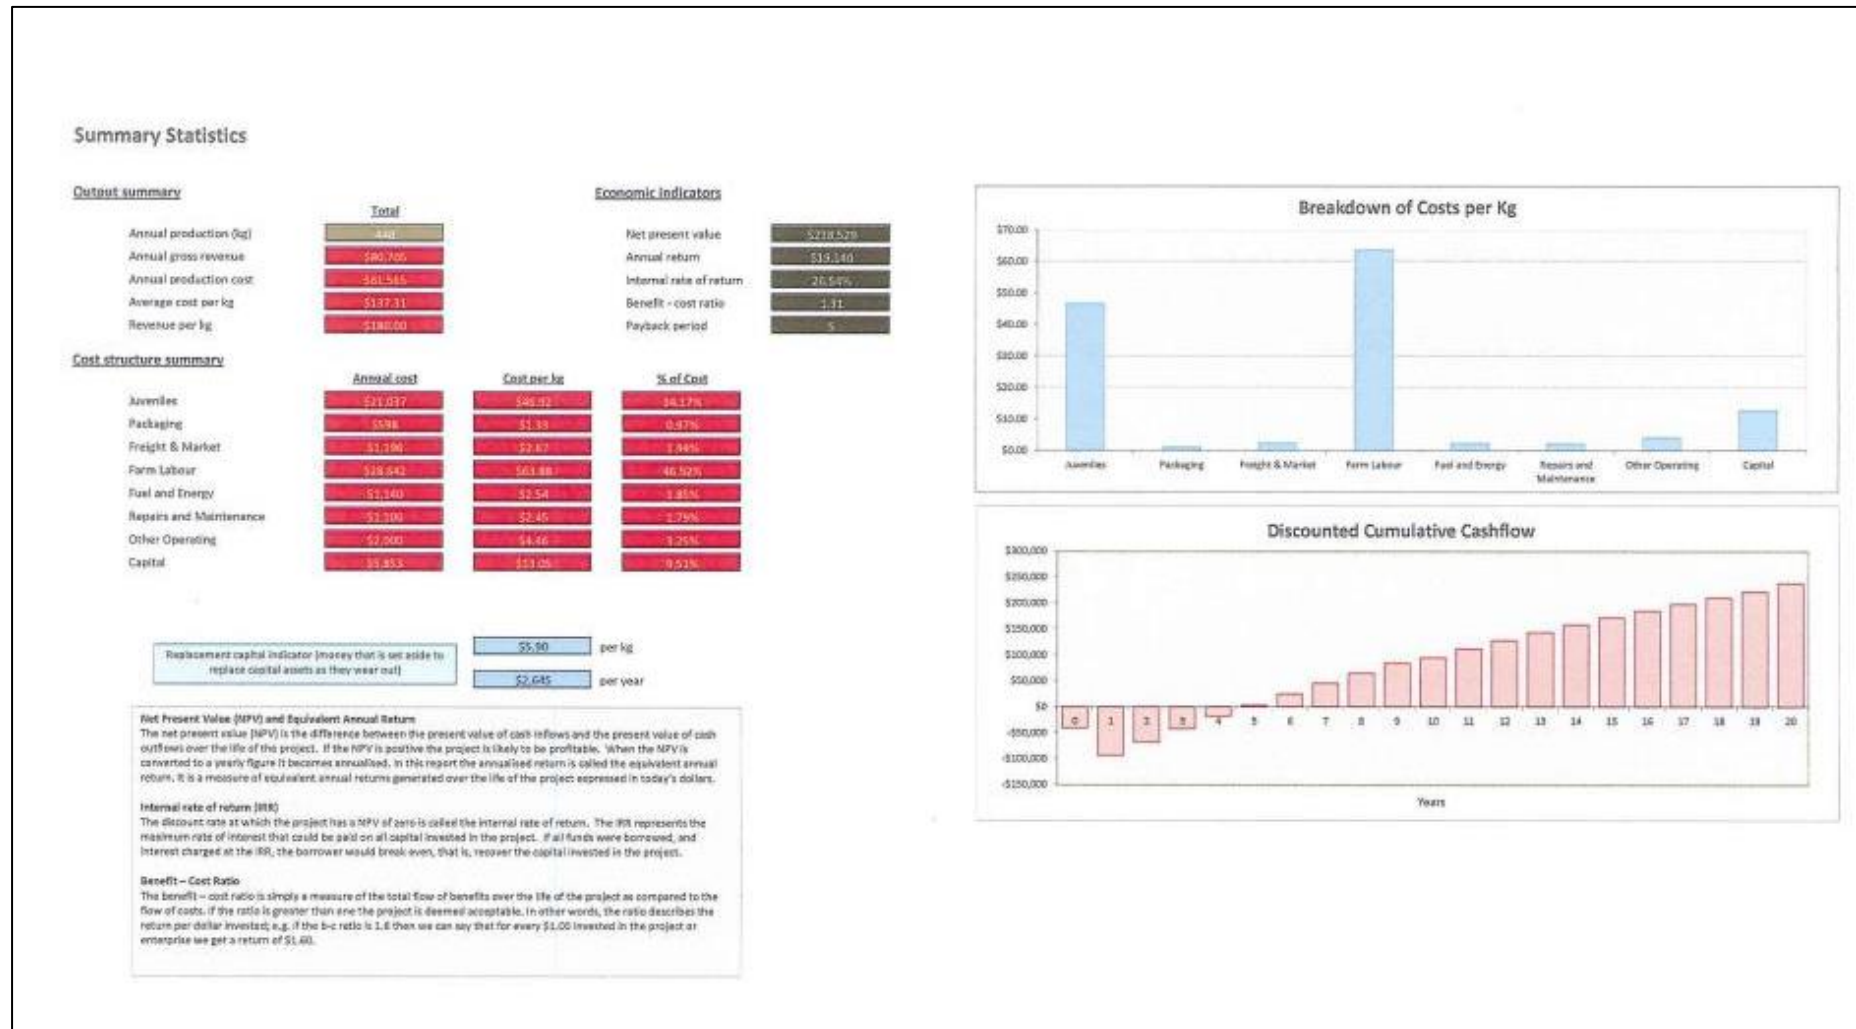 Summary Statistics
Output summary
Total
Annual production (kg) 448
Annual gross revenue $80,705
Annual production cost $61,565
Average cost per kg $137.31
Revenue per kg $180.00
Economic Indicators
Net present value $238,529
Annual return $19,140
Internal rate of return 26.54%
Benefit - cost ratio 1.31
Payback period 5
Cost structure summary
Annual cost Cost per kg % of Cost
Juveniles $21,037 $46.92 34.17%
Packaging $598 $1.33 0.97%
Freight & Market $1,196 $2.67 1.94%
Farm Labour $28,642 $63.88 46.52%
Fuel and Energy $1,140 $2.54 1.85%
Repairs and Maintenance $1,100 $2.45 1.79%
Other Operating $2,000 $4.46 3.25%
Capital $5,853 $13.05 9.51%
Replacement capital indicator (money that is set aside to
replace capital assets as they wear out)
$5.90 per kg
$2,645 per year
Net Present Value (NPV) and Equivalent Annual Return
The net present value (NPV) is the difference between the present value of cash inflows and the present value of cash
outflows over the life of the project. If the NPV is positive the project is likely to be profitable. When the NPV is
converted to a yearly figure it becomes annualised. In this report the annualised return is called the equivalent annual
return. It is a measure of equivalent annual returns generated over the life of the project expressed in today's dollars.
Internal rate of return (IRR)
The discount rate at which the project has a NPV of zero is called the internal rate of return. The IRR represents the
maximum rate of interest that could be paid on all capital invested in the project. If all funds were borrowed, and
interest charged at the IRR, the borrower would break even, that is, recover the capital invested in the project.
Benefit – Cost Ratio
The benefit – cost ratio is simply a measure of the total flow of benefits over the life of the project as compared to the
flow of costs. If the ratio is greater than one the project is deemed acceptable. In other words, the ratio describes the
return per dollar invested; e.g. if the b-c ratio is 1.6 then we can say that for every $1.00 invested in the project or
enterprise we get a return of $1.60.
Breakdown of Costs per Kg
$70.00
$60.00
$50.00
$40.00
$30.00
$20.00
$10.00
$0.00
Juveniles Packaging Freight & Market Farm Labour Fuel and Energy Repairs and Other Operating Capital
Maintenance
Discounted Cumulative Cashflow
$300,000
$250,000
$200,000
$150,000
$100,000
$50,000
$0
-$50,000
-$100,000
-$150,000
0 1 2 3 4 5 6 7 8 9 10 11 12 13 14 15 16 17 18 19 20
Years